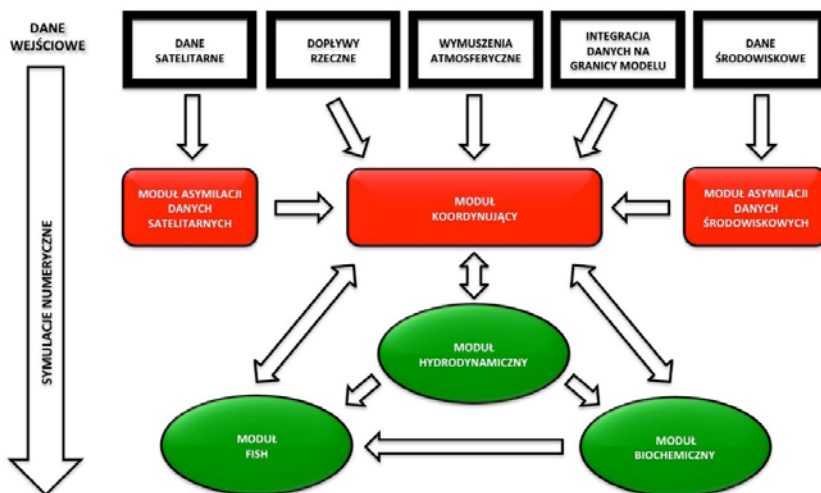 DANE
WEJŚCIOWE
DANE
SATELITARNE
DOPŁYWY
RZECZNE
WYMUSZENIA
ATMOSFERYCZNE
INTEGRACJA
DANYCH NA
GRANICY MODELU
DANE
ŚRODOWISKOWE
MODUŁ ASYMILACJI
DANYCH
SATELITARNYCH
MODUŁ
KOORDYNUJĄCY
MODUŁ ASYMILACJI
DANYCH
ŚRODOWISKOWYCH
SYMULACJE NUMERYCZNE
MODUŁ
HYDRODYNAMICZNY
MODUŁ
FISH
MODUŁ
BIOCHEMICZNY